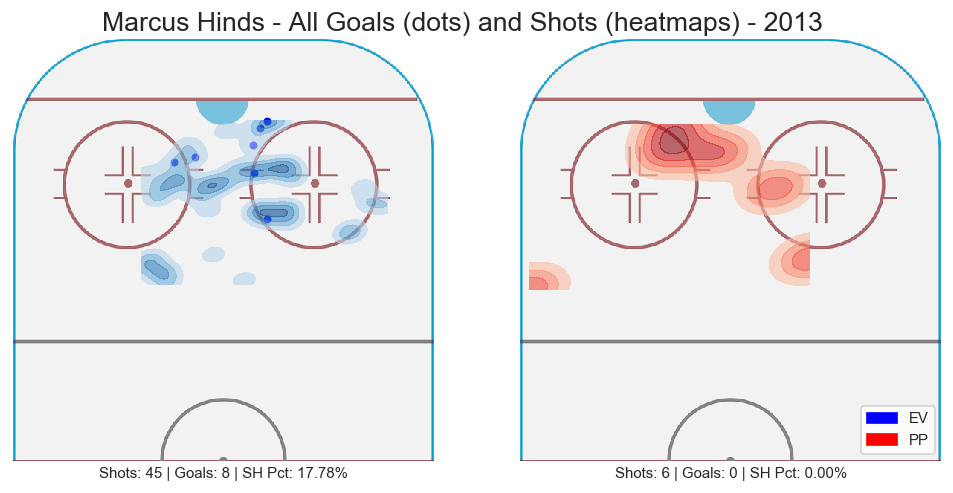 Marcus Hinds - All Goals (dots) and Shots (heatmaps) - 2013
EV
PP
Shots: 45 | Goals: 8 | SH Pct: 17.78%
Shots: 6 | Goals: 0 | SH Pct: 0.00%